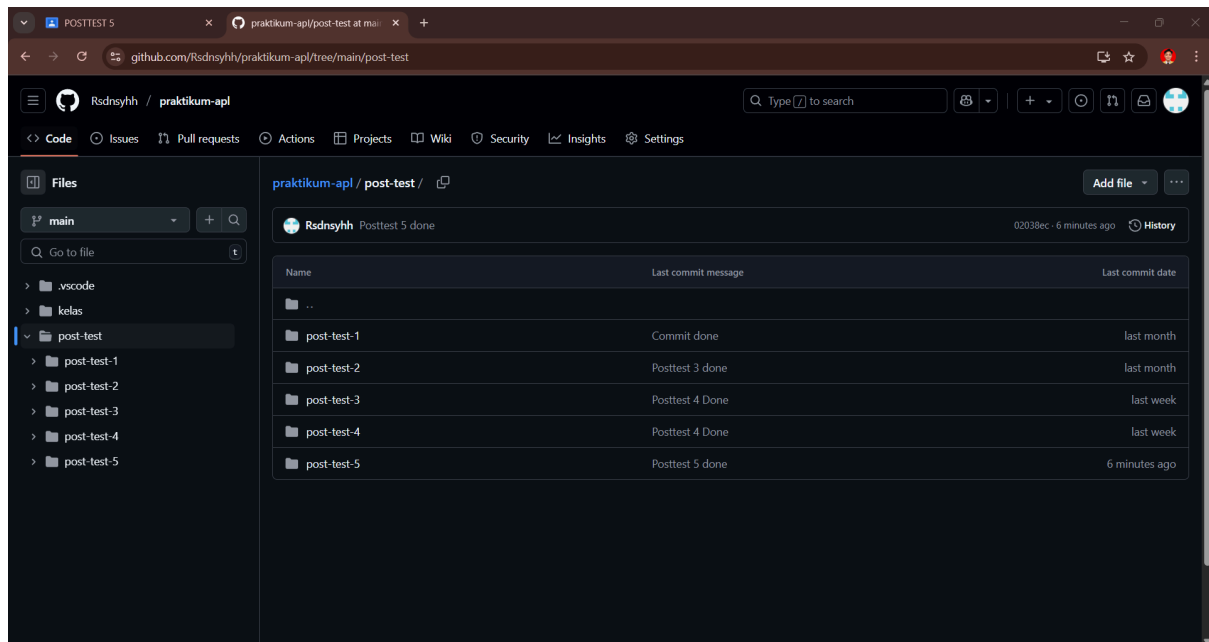 POSTTEST 5
praktikum-apl/post-test at mai
github.com/Rsdnsyhh/praktikum-apl/tree/main/post-test
Rsdnsyhh / praktikum-apl
Type / to search
Code Issues Pull requests Actions Projects Wiki Security Insights Settings
Files
praktikum-apl / post-test /
Add file
main
Rsdnsyhh Posttest 5 done
02038ec · 6 minutes ago History
Go to file t
Name Last commit message Last commit date
.vscode
kelas
post-test
post-test-1
post-test-2
post-test-3
post-test-4
post-test-5
..
post-test-1 Commit done last month
post-test-2 Posttest 3 done last month
post-test-3 Posttest 4 Done last week
post-test-4 Posttest 4 Done last week
post-test-5 Posttest 5 done 6 minutes ago